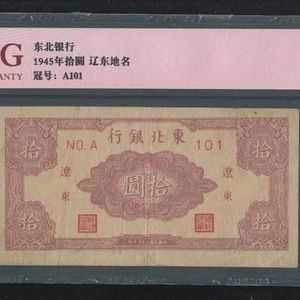 G
RANTY
东北银行
1945年拾圆 辽东地名
冠号：A101
行銀北東
NO. A 101
拾 拾
遼東 遼東
圓拾
拾 拾